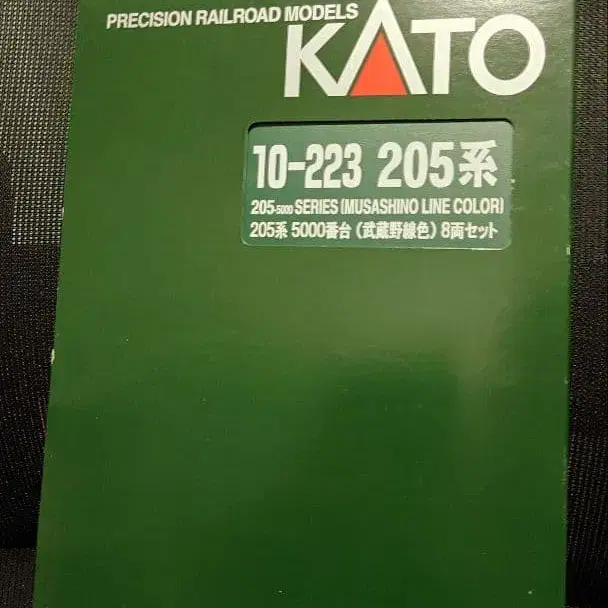 PRECISION RAILROAD MODELS
KATO
10-223 205系
205-5000 SERIES (MUSASHINO LINE COLOR)
205系 5000番台 (武蔵野線色) 8両セット